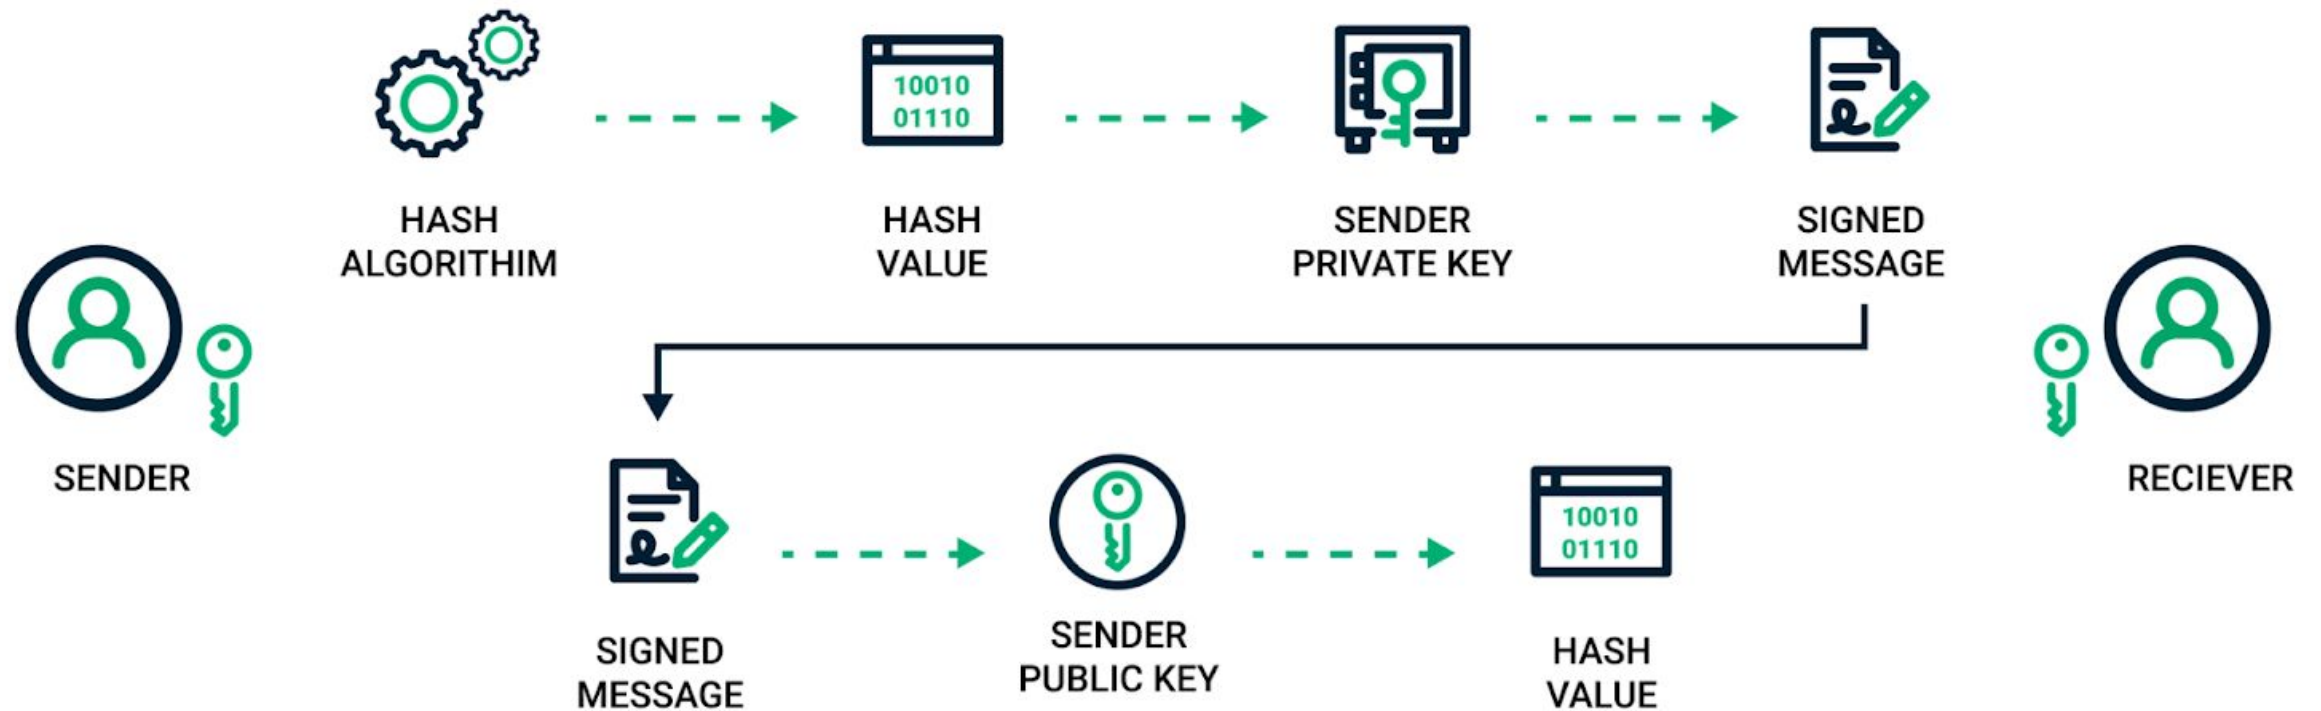 10010
01110
10010
01110
HASH
ALGORITHIM
HASH
VALUE
SENDER
PRIVATE KEY
SIGNED
MESSAGE
SENDER
RECIEVER
SIGNED
MESSAGE
SENDER
PUBLIC KEY
HASH
VALUE